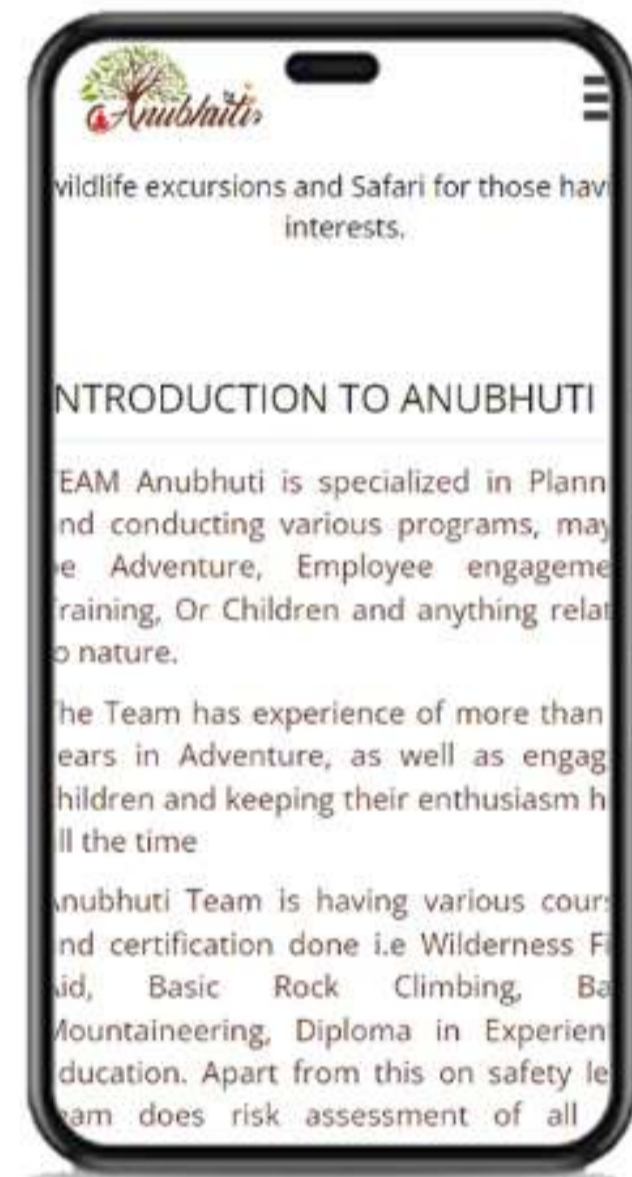 Anubhuti
wildlife excursions and Safari for those havi
interests.
NTRODUCTION TO ANUBHUTI
EAM Anubhuti is specialized in Plann
nd conducting various programs, may
e Adventure, Employee engageme
raining, Or Children and anything relat
o nature.
he Team has experience of more than
ears in Adventure, as well as engag
hildren and keeping their enthusiasm h
ll the time
nubhuti Team is having various cours
nd certification done i.e Wilderness Fi
id, Basic Rock Climbing, Ba
Mountaineering, Diploma in Experien
ducation. Apart from this on safety le
eam does risk assessment of all